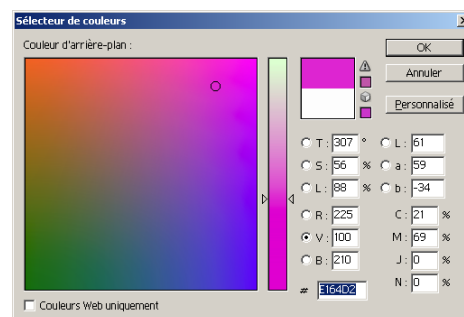 Sélecteur de couleurs
Couleur d'arrière-plan :
OK
Annuler
Personnalisé
T : 307 °
L : 61
S : 56 %
a : 59
L : 88 %
b : -34
R : 225
C : 21 %
V : 100
M : 69 %
B : 210
J : 0 %
# E164D2
N : 0 %
Couleurs Web uniquement